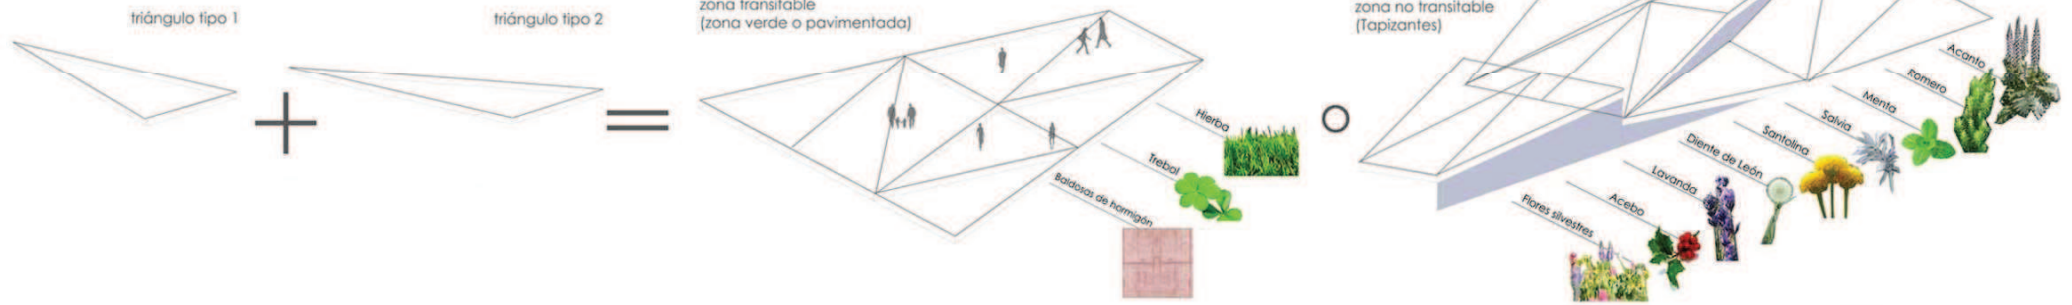 triángulo tipo 1
triángulo tipo 2
zona transitable
(zona verde o pavimentada)
Hierba
Trebol
Baldosas de hormigón
zona no transitable
(Tapizantes)
Acanto
Romero
Menta
Salvia
Santolina
Diente de León
Lavanda
Acebo
Flores silvestres